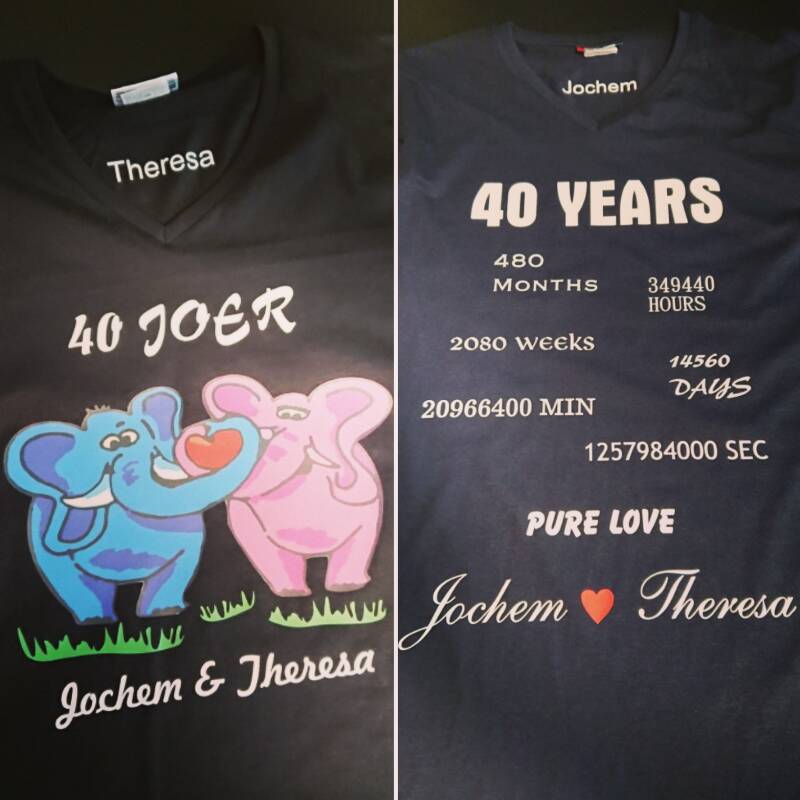 Theresa
40 JOER
Jochem & Theresa
Jochem
40 YEARS
480
MONTHS
349440
HOURS
2080 WEEKS
14560
DAYS
20966400 MIN
1257984000 SEC
PURE LOVE
Jochem ❤ Theresa